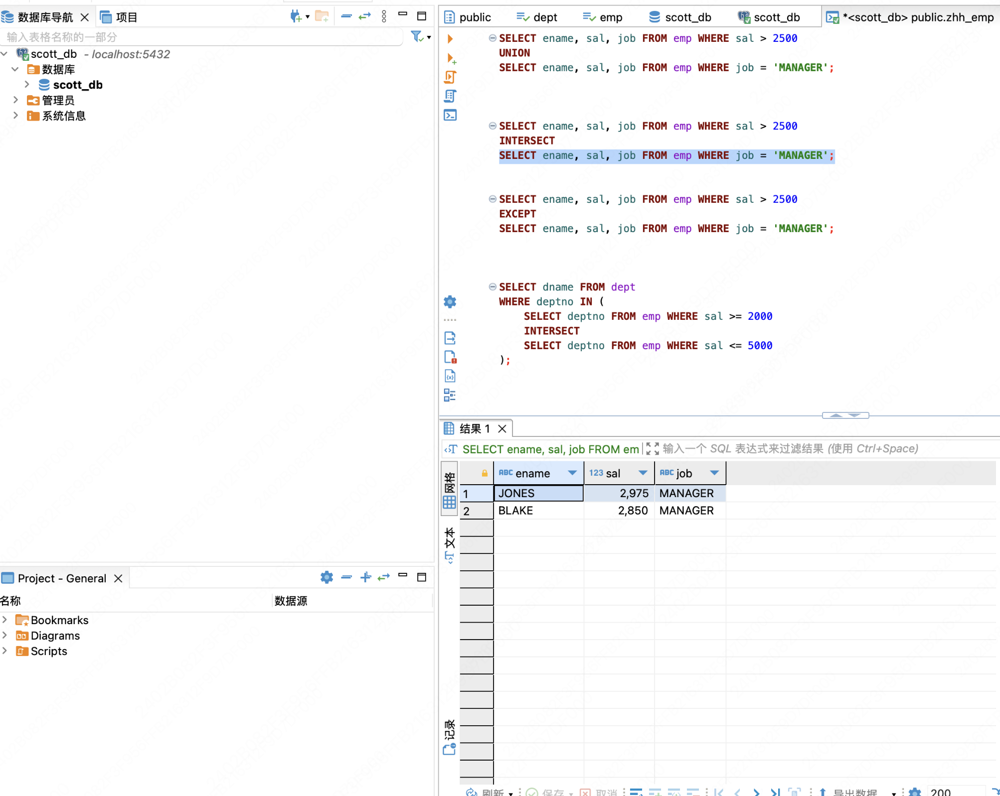 数据库导航
项目
输入表格名称的一部分
scott_db - localhost:5432
数据库
scott_db
管理员
系统信息
Project - General
名称 数据源
Bookmarks
Diagrams
Scripts
public dept emp scott_db scott_db *<scott_db> public.zhh_emp
SELECT ename, sal, job FROM emp WHERE sal > 2500
UNION
SELECT ename, sal, job FROM emp WHERE job = 'MANAGER';
SELECT ename, sal, job FROM emp WHERE sal > 2500
INTERSECT
SELECT ename, sal, job FROM emp WHERE job = 'MANAGER';
SELECT ename, sal, job FROM emp WHERE sal > 2500
EXCEPT
SELECT ename, sal, job FROM emp WHERE job = 'MANAGER';
SELECT dname FROM dept
WHERE deptno IN (
SELECT deptno FROM emp WHERE sal >= 2000
INTERSECT
SELECT deptno FROM emp WHERE sal <= 5000
);
结果 1
SELECT ename, sal, job FROM em 输入一个 SQL 表达式来过滤结果 (使用 Ctrl+Space)
网格
文本
记录
ABC ename 123 sal ABC job
1 JONES 2,975 MANAGER
2 BLAKE 2,850 MANAGER
刷新 保存 取消 导出数据 200